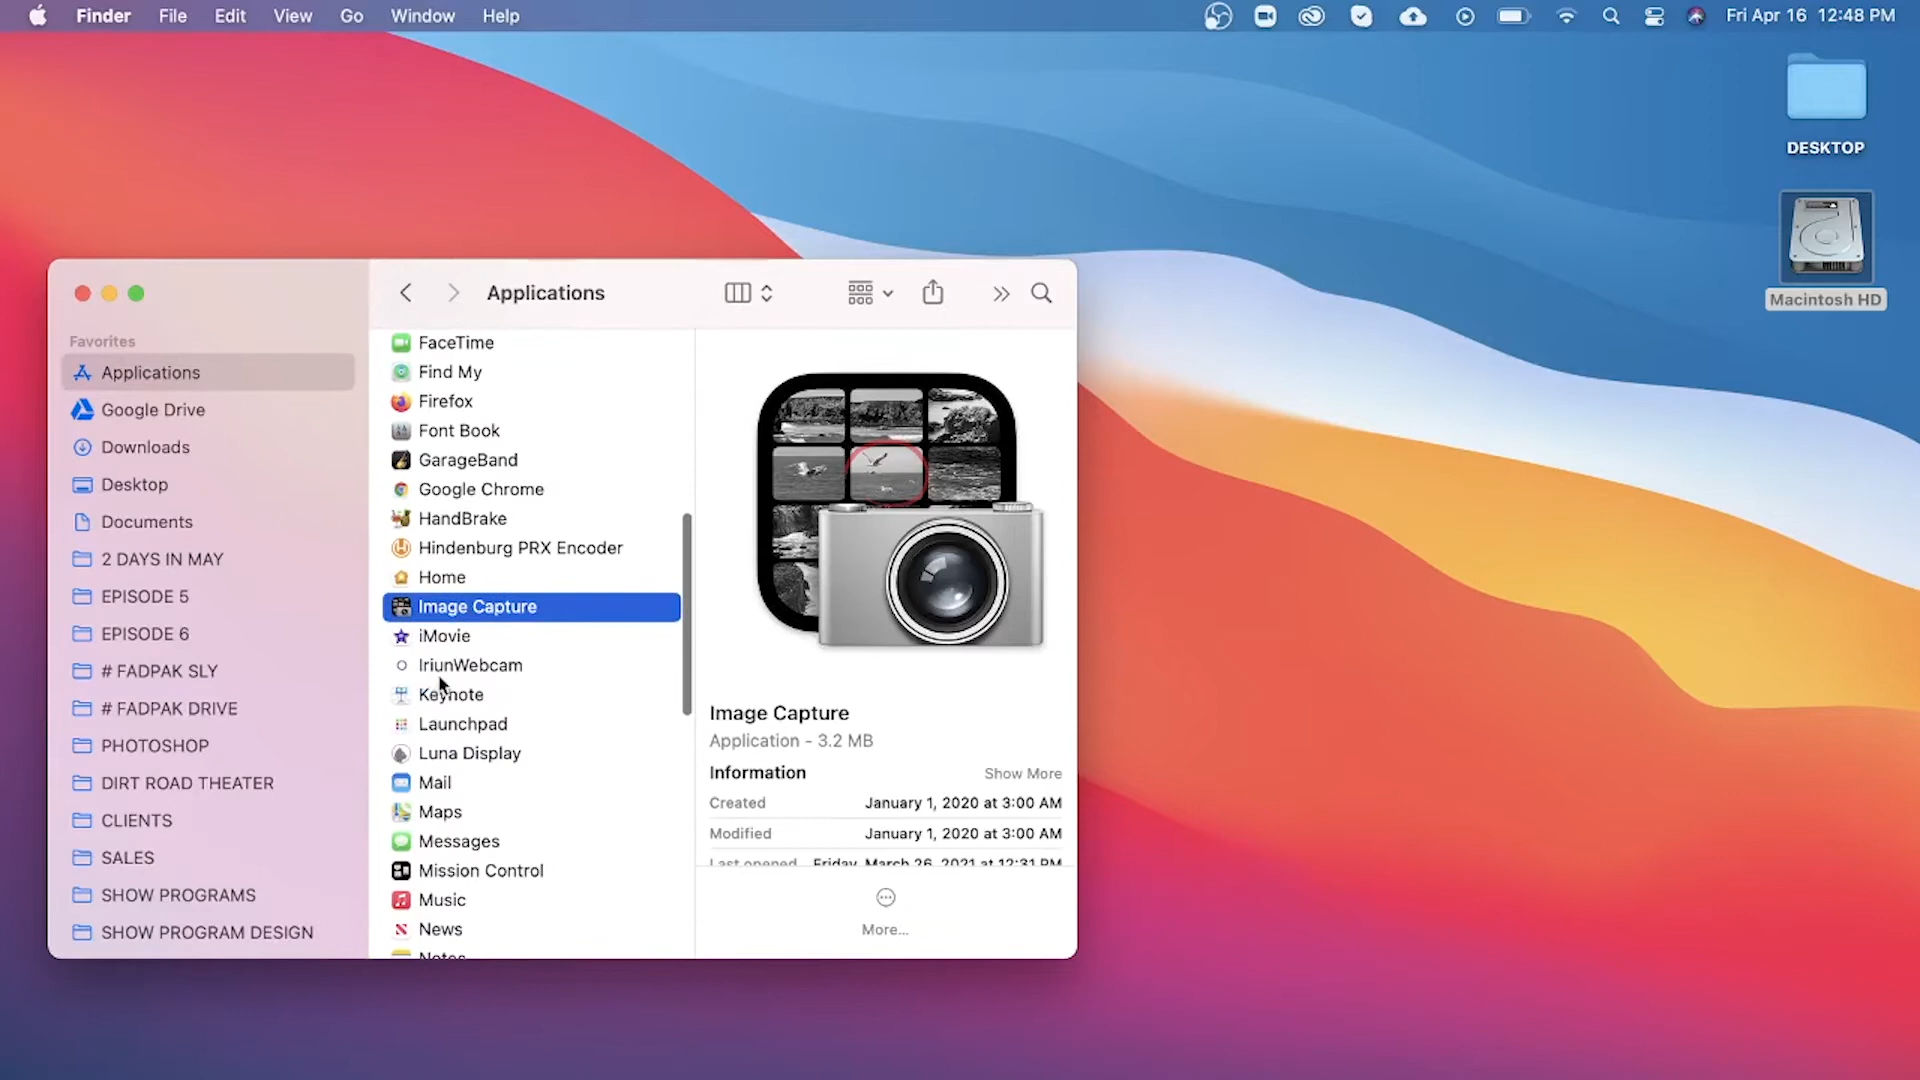 Finder File Edit View Go Window Help Fri Apr 16 12:48 PM
DESKTOP
Macintosh HD
Applications
Favorites
Applications
Google Drive
Downloads
Desktop
Documents
2 DAYS IN MAY
EPISODE 5
EPISODE 6
# FADPAK SLY
# FADPAK DRIVE
PHOTOSHOP
DIRT ROAD THEATER
CLIENTS
SALES
SHOW PROGRAMS
SHOW PROGRAM DESIGN
FaceTime
Find My
Firefox
Font Book
GarageBand
Google Chrome
HandBrake
Hindenburg PRX Encoder
Home
Image Capture
iMovie
IriunWebcam
Keynote
Launchpad
Luna Display
Mail
Maps
Messages
Mission Control
Music
News
Notes
Image Capture
Application - 3.2 MB
Information Show More
Created January 1, 2020 at 3:00 AM
Modified January 1, 2020 at 3:00 AM
Last opened Friday, March 26, 2021 at 12:31 PM
More...